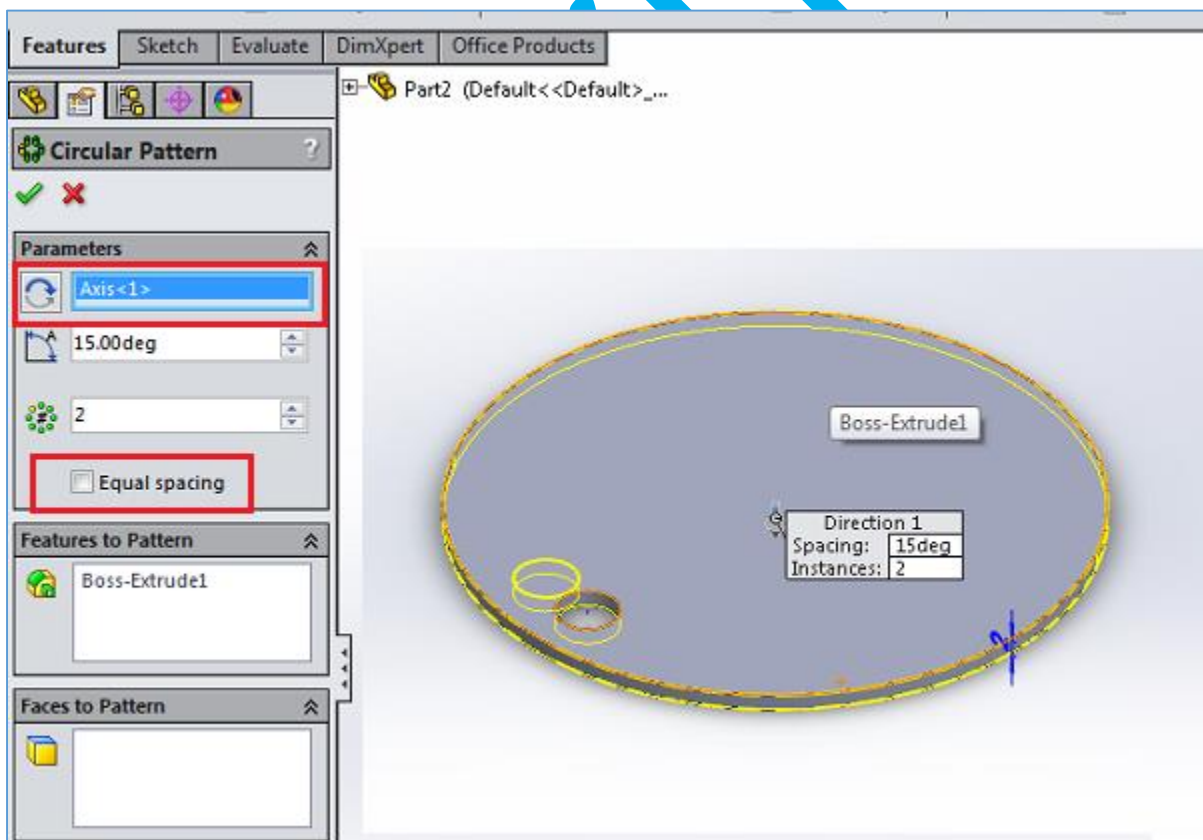 Features Sketch Evaluate DimXpert Office Products
Part2 (Default<<Default>_...
Circular Pattern ?
Parameters
Axis<1>
15.00deg
2
Equal spacing
Features to Pattern
Boss-Extrude1
Faces to Pattern
Boss-Extrude1
Direction 1
Spacing: 15deg
Instances: 2